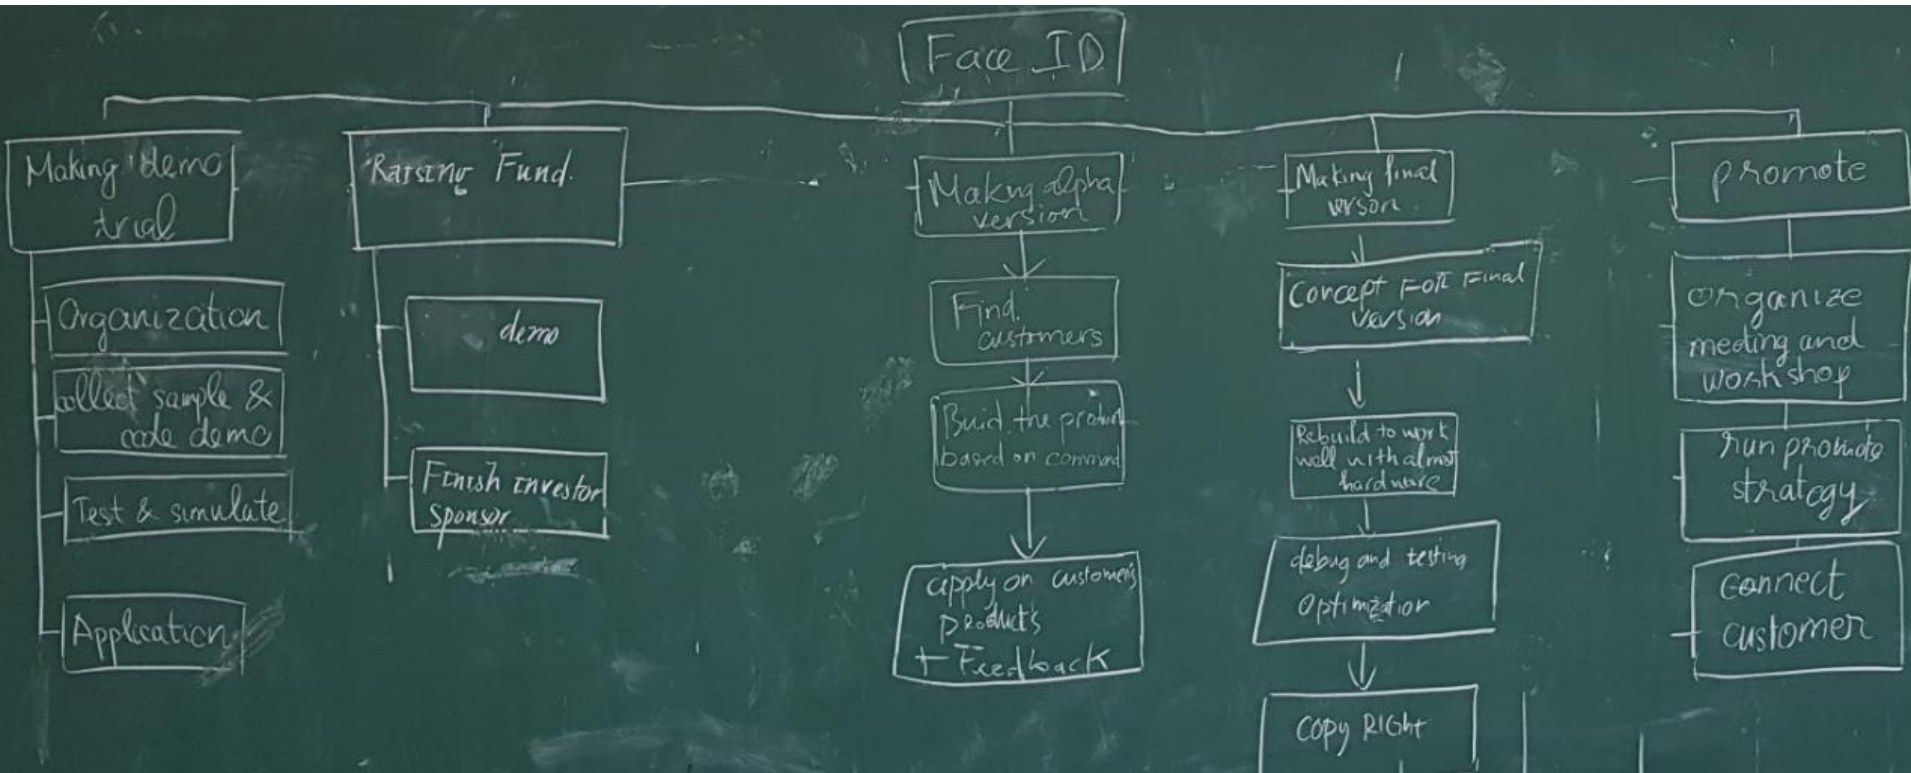 Face ID
Making demo
trial
Organization
collect sample &
code demo
Test & simulate
Application
Raising Fund.
demo
Finish investor
sponsor
Making alpha
version
Find.
customers
Buid the product
based on command
apply on customer's
products
+ Feedback
Making final
verson
Concept FOR Final
version
Rebuild to work
well with almost
hardware
debug and testing
Optimization
COPY RIGht
promote
organize
meeting and
workshop
run promote
strategy
connect
customer